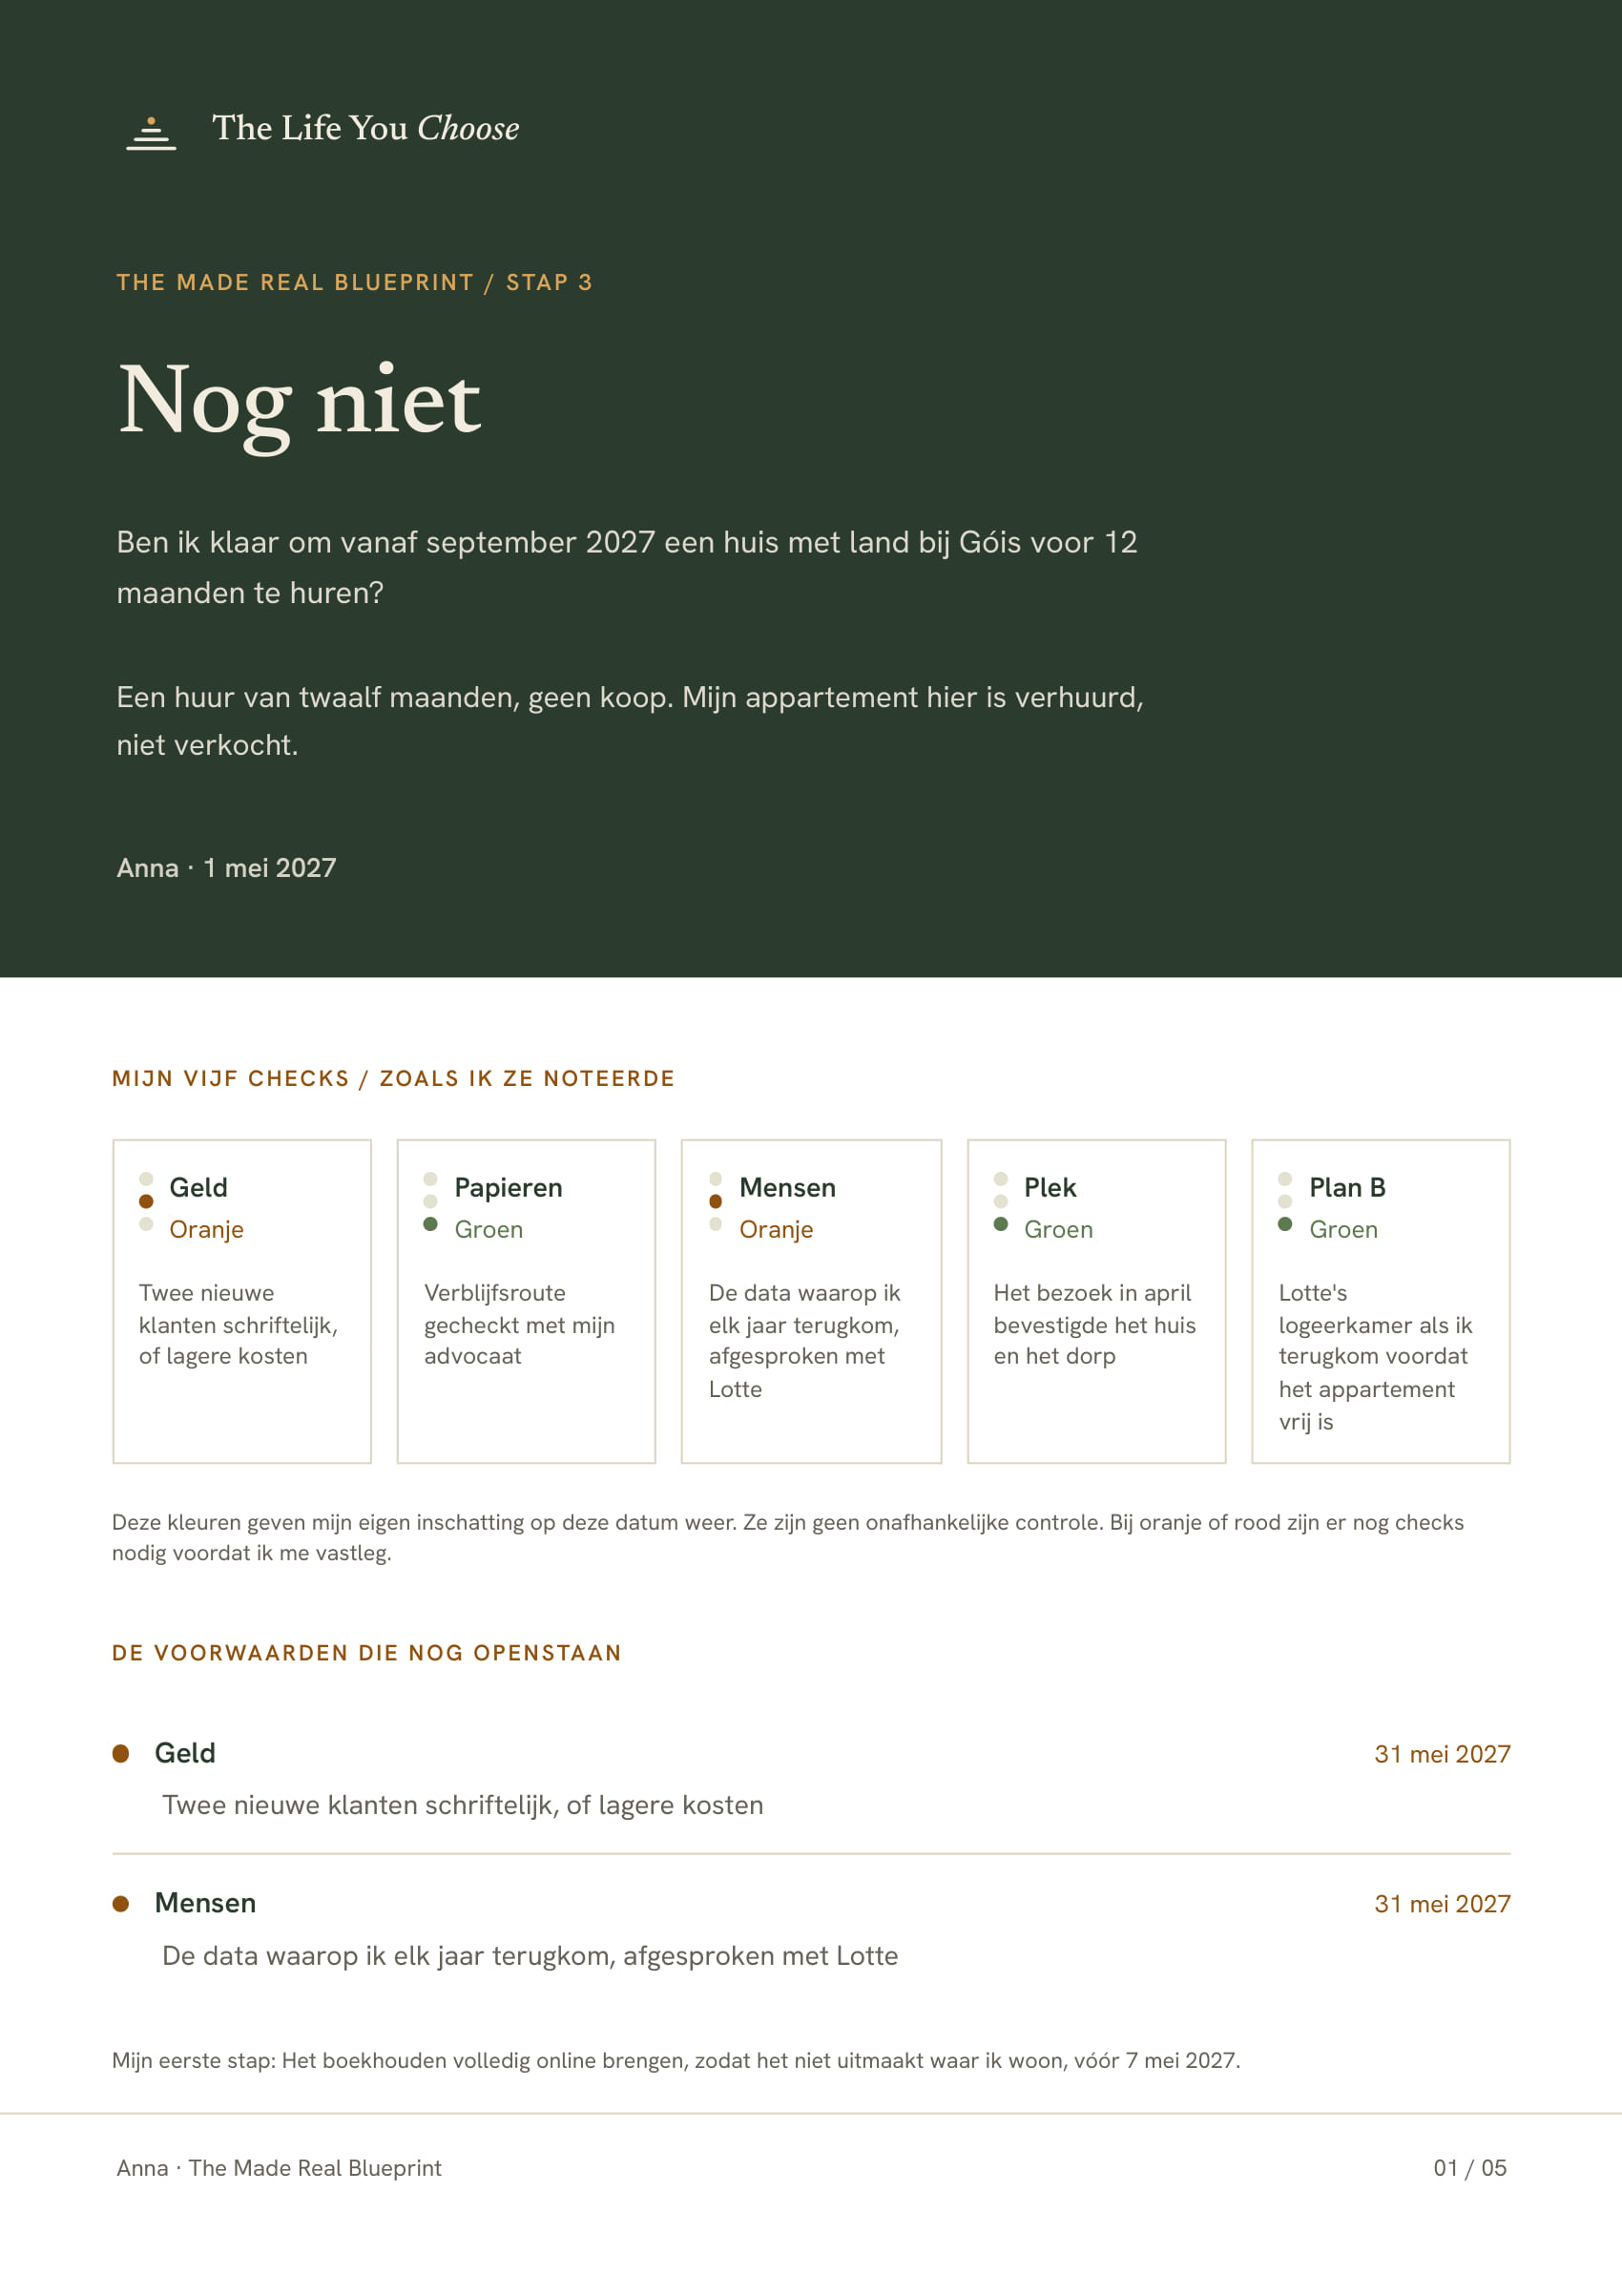 The Life You Choose
THE MADE REAL BLUEPRINT / STAP 3
Nog niet
Ben ik klaar om vanaf september 2027 een huis met land bij Góis voor 12
maanden te huren?
Een huur van twaalf maanden, geen koop. Mijn appartement hier is verhuurd,
niet verkocht.
Anna · 1 mei 2027
MIJN VIJF CHECKS / ZOALS IK ZE NOTEERDE
Geld
Oranje
Twee nieuwe
klanten schriftelijk,
of lagere kosten
Papieren
Groen
Verblijfsroute
gecheckt met mijn
advocaat
Mensen
Oranje
De data waarop ik
elk jaar terugkom,
afgesproken met
Lotte
Plek
Groen
Het bezoek in april
bevestigde het huis
en het dorp
Plan B
Groen
Lotte's
logeerkamer als ik
terugkom voordat
het appartement
vrij is
Deze kleuren geven mijn eigen inschatting op deze datum weer. Ze zijn geen onafhankelijke controle. Bij oranje of rood zijn er nog checks
nodig voordat ik me vastleg.
DE VOORWAARDEN DIE NOG OPENSTAAN
Geld 31 mei 2027
Twee nieuwe klanten schriftelijk, of lagere kosten
Mensen 31 mei 2027
De data waarop ik elk jaar terugkom, afgesproken met Lotte
Mijn eerste stap: Het boekhouden volledig online brengen, zodat het niet uitmaakt waar ik woon, vóór 7 mei 2027.
Anna · The Made Real Blueprint 01 / 05